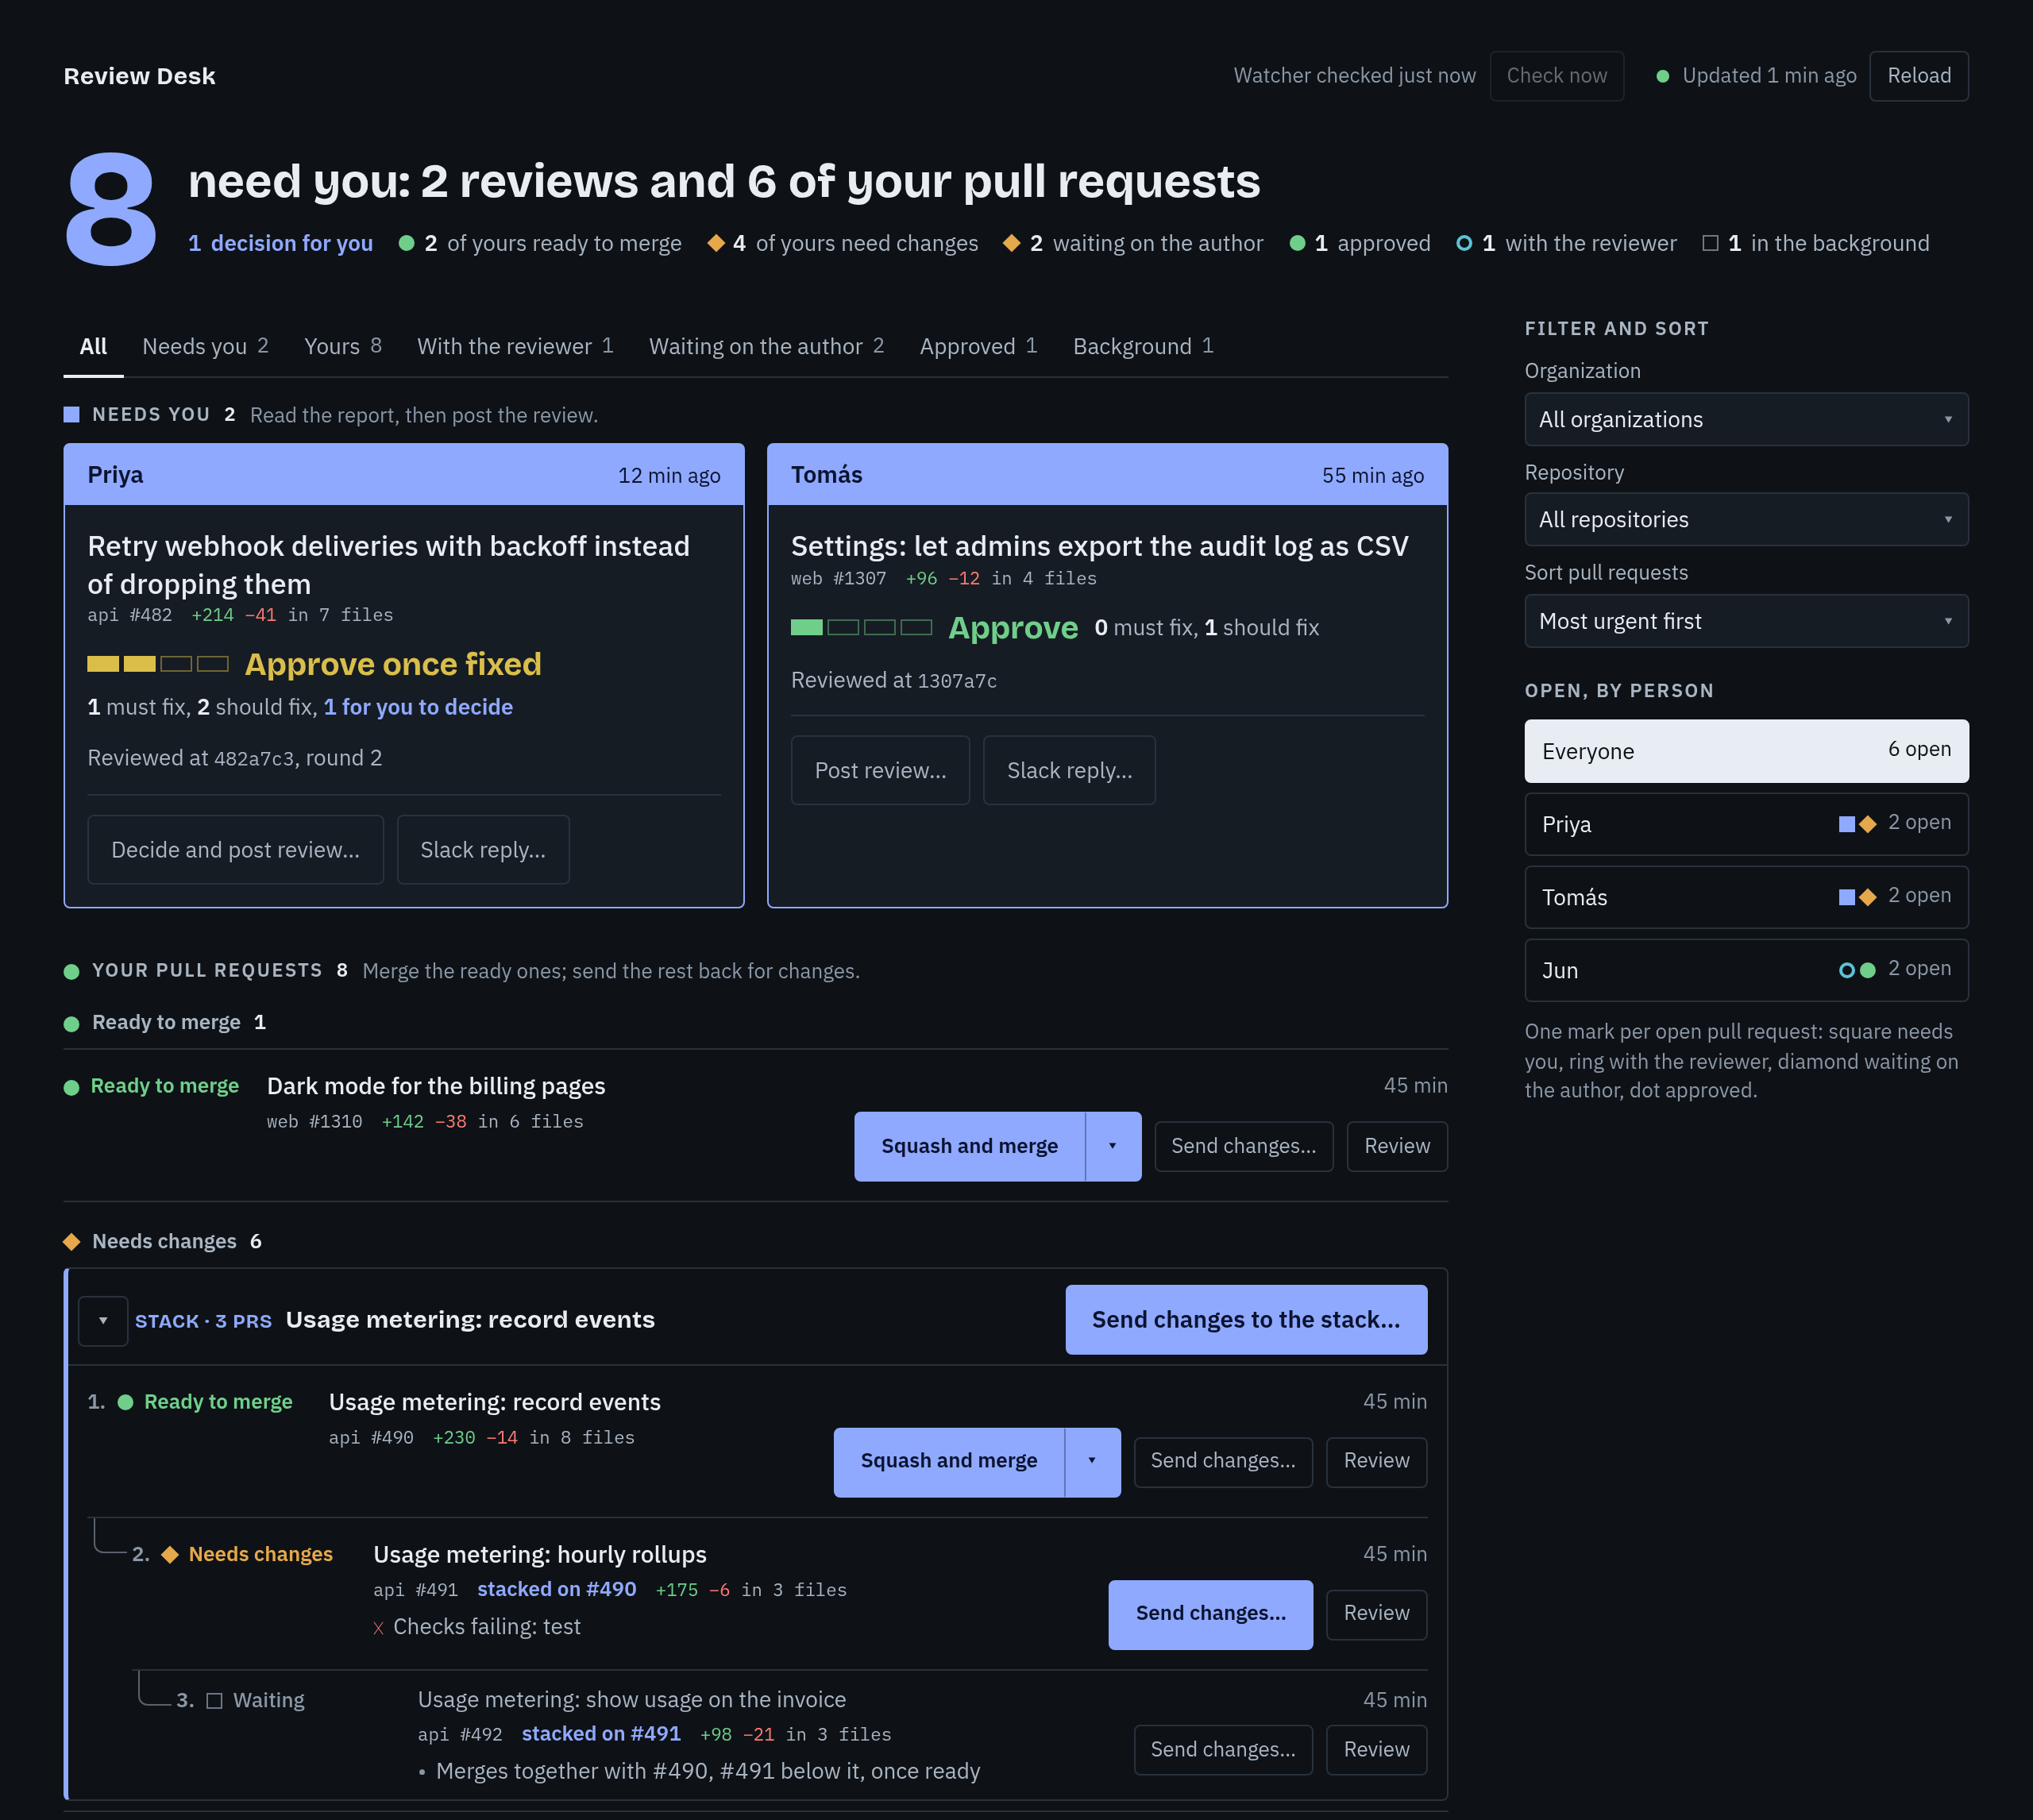 Review Desk
Watcher checked just now Check now Updated 1 min ago Reload
8 need you: 2 reviews and 6 of your pull requests
1 decision for you 2 of yours ready to merge 4 of yours need changes 2 waiting on the author 1 approved 1 with the reviewer 1 in the background
All Needs you 2 Yours 8 With the reviewer 1 Waiting on the author 2 Approved 1 Background 1
NEEDS YOU 2 Read the report, then post the review.
Priya 12 min ago
Retry webhook deliveries with backoff instead
of dropping them
api #482 +214 −41 in 7 files
Approve once fixed
1 must fix, 2 should fix, 1 for you to decide
Reviewed at 482a7c3, round 2
Decide and post review... Slack reply...
Tomás 55 min ago
Settings: let admins export the audit log as CSV
web #1307 +96 −12 in 4 files
Approve 0 must fix, 1 should fix
Reviewed at 1307a7c
Post review... Slack reply...
YOUR PULL REQUESTS 8 Merge the ready ones; send the rest back for changes.
Ready to merge 1
Ready to merge Dark mode for the billing pages 45 min
web #1310 +142 −38 in 6 files
Squash and merge Send changes... Review
Needs changes 6
STACK · 3 PRS Usage metering: record events Send changes to the stack...
1. Ready to merge Usage metering: record events 45 min
api #490 +230 −14 in 8 files
Squash and merge Send changes... Review
2. Needs changes Usage metering: hourly rollups 45 min
api #491 stacked on #490 +175 −6 in 3 files
Send changes... Review
x Checks failing: test
3. Waiting Usage metering: show usage on the invoice 45 min
api #492 stacked on #491 +98 −21 in 3 files
Send changes... Review
• Merges together with #490, #491 below it, once ready
FILTER AND SORT
Organization
All organizations
Repository
All repositories
Sort pull requests
Most urgent first
OPEN, BY PERSON
Everyone 6 open
Priya 2 open
Tomás 2 open
Jun 2 open
One mark per open pull request: square needs
you, ring with the reviewer, diamond waiting on
the author, dot approved.